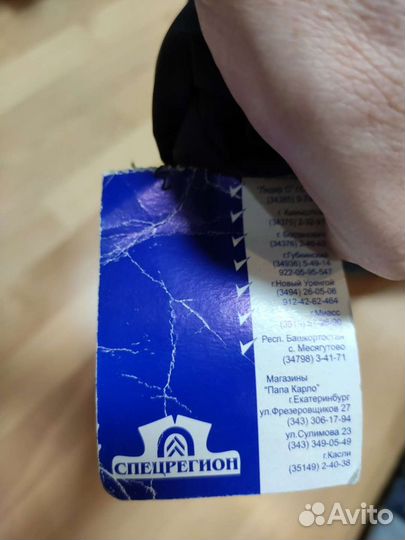 г.Губкинский
(34936) 5-49-14
922-05-95-547
г.Новый Уренгой
(3494) 26-05-06
912-42-62-464
г.Миасс
Респ. Башкортостан
с. Месягутово
(34798) 3-41-71
Магазины
"Папа Карло"
г.Екатеринбург
ул.Фрезеровщиков 27
(343) 306-17-94
ул.Сулимова 23
(343) 349-05-49
г.Касли
(35149) 2-40-38
СПЕЦРЕГИОН
Avito